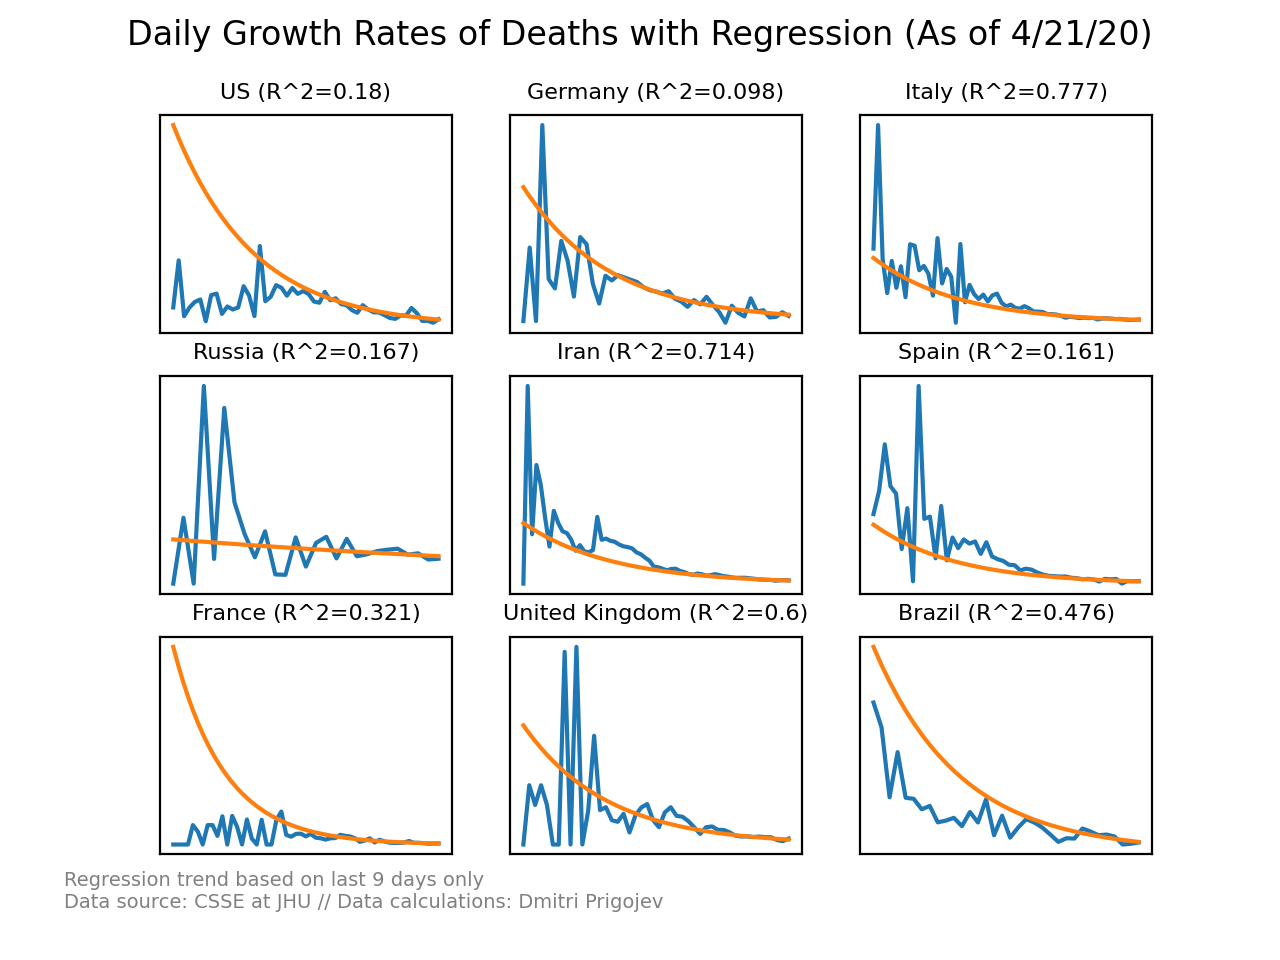 Daily Growth Rates of Deaths with Regression (As of 4/21/20)
US (R^2=0.18)
Germany (R^2=0.098)
Italy (R^2=0.777)
Russia (R^2=0.167)
Iran (R^2=0.714)
Spain (R^2=0.161)
France (R^2=0.321)
United Kingdom (R^2=0.6)
Brazil (R^2=0.476)
Regression trend based on last 9 days only
Data source: CSSE at JHU // Data calculations: Dmitri Prigojev